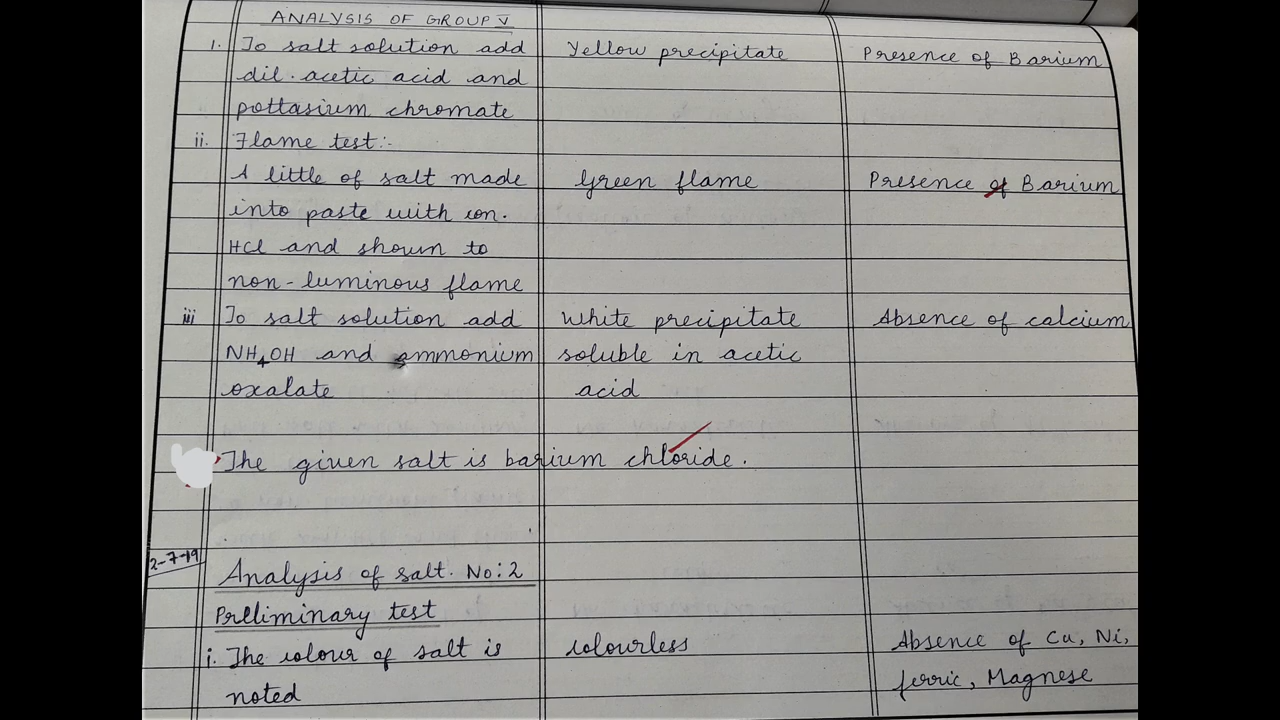 ANALYSIS OF GROUP V
i. To salt solution add
dil. acetic acid and
pottasium chromate
Yellow precipitate
Presence of Barium
ii. Flame test:-
A little of salt made
into paste with con.
HCl and shown to
non-luminous flame
Green flame
Presence of Barium
iii To salt solution add
NH4OH and ammonium
oxalate
White precipitate
soluble in acetic
acid
Absence of calcium
The given salt is barium chloride.
2-7-19
Analysis of salt. No: 2
Preliminary test
i. The colour of salt is
noted
colourless
Absence of Cu, Ni,
ferric, Magnese